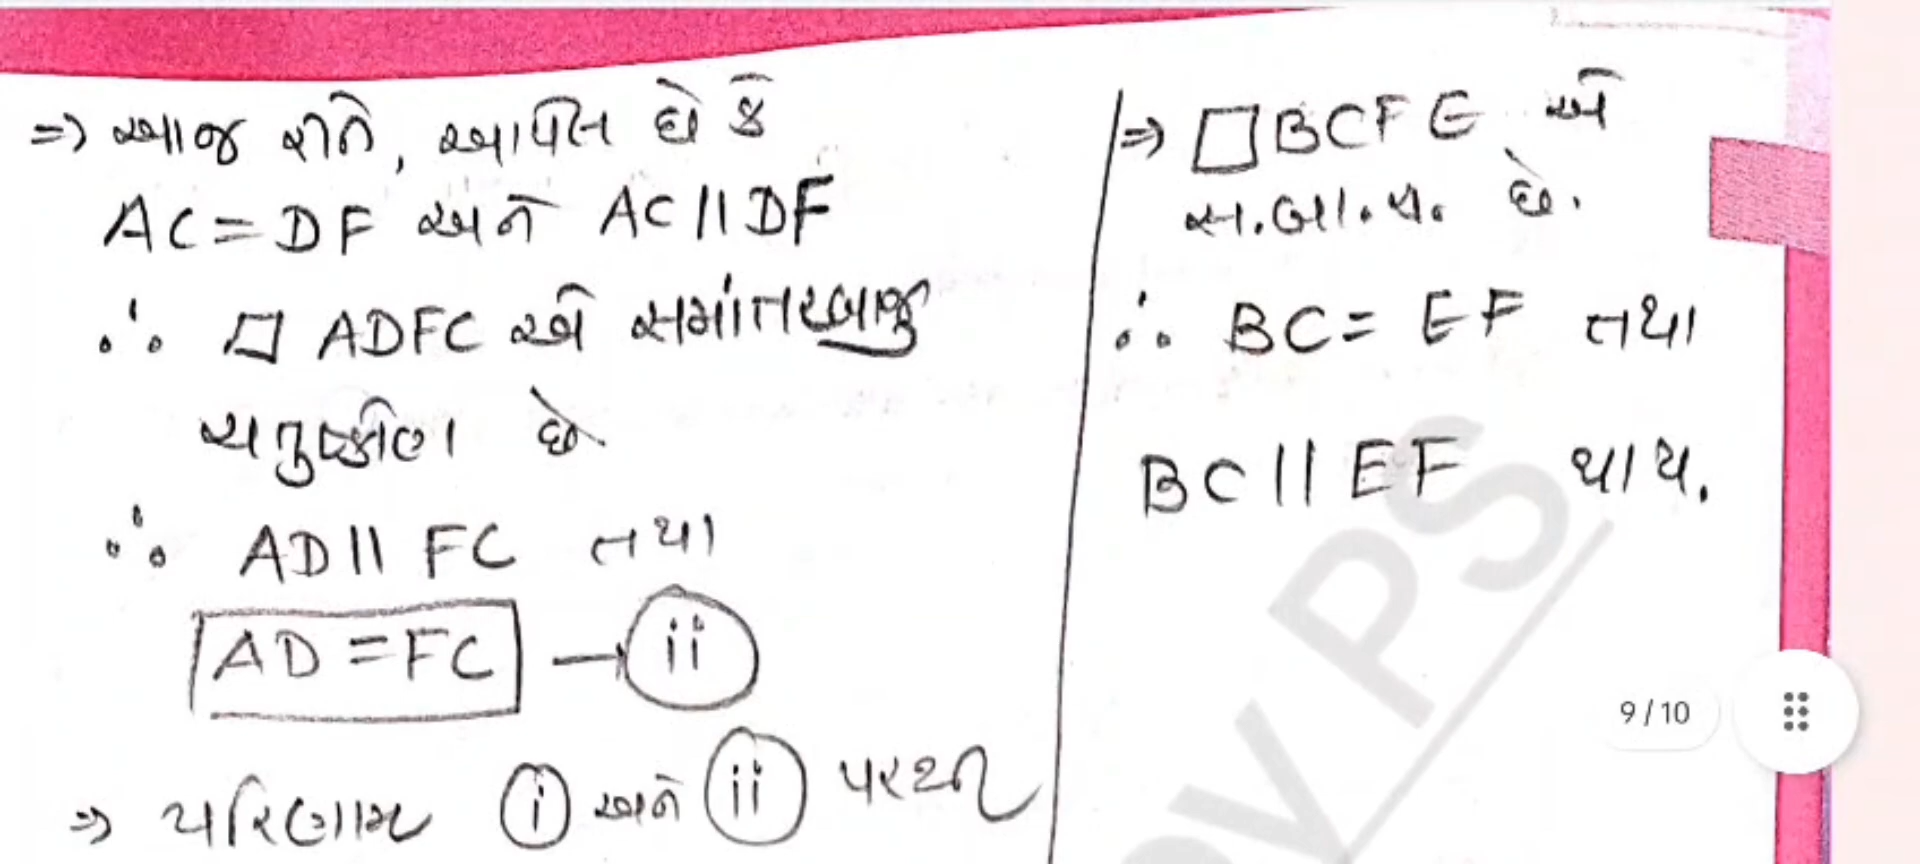 ⇒ આજ રીતે, આપેલ છે કે
AC = DF અને AC || DF
∴ ▱ ADFC એ સમાંતરબાજુ
ચતુષ્કોણ છે.
∴ AD || FC તથા
AD = FC → ii
⇒ પરિણામ i અને ii પરથી
⇒ □BCFE એ
સ.બા.ચ. છે.
∴ BC = EF તથા
BC || EF થાય.
PS
9 / 10